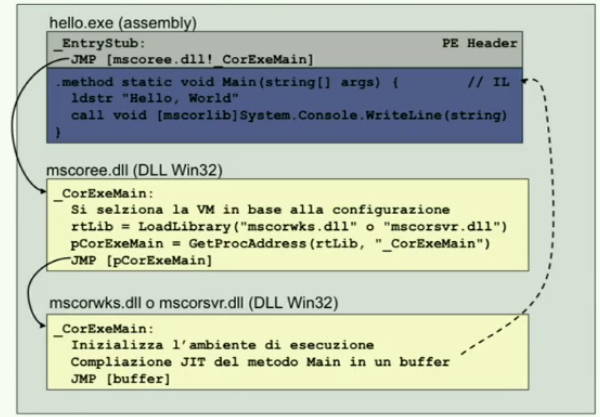 hello.exe (assembly)
_EntryStub: PE Header
JMP [mscoree.dll!_CorExeMain]
.method static void Main(string[] args) { // IL
ldstr "Hello, World"
call void [mscorlib]System.Console.WriteLine(string)
}
mscoree.dll (DLL Win32)
_CorExeMain:
Si selziona la VM in base alla configurazione
rtLib = LoadLibrary("mscorwks.dll" o "mscorsvr.dll")
pCorExeMain = GetProcAddress(rtLib, "_CorExeMain")
JMP [pCorExeMain]
mscorwks.dll o mscorsvr.dll (DLL Win32)
_CorExeMain:
Inizializza l'ambiente di esecuzione
Compliazione JIT del metodo Main in un buffer
JMP [buffer]